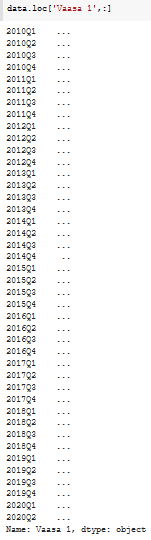 data.loc['Vaasa 1',:]
2010Q1 ...
2010Q2 ...
2010Q3 ...
2010Q4 ...
2011Q1 ...
2011Q2 ...
2011Q3 ...
2011Q4 ...
2012Q1 ...
2012Q2 ...
2012Q3 ...
2012Q4 ...
2013Q1 ...
2013Q2 ...
2013Q3 ...
2013Q4 ...
2014Q1 ...
2014Q2 ...
2014Q3 ...
2014Q4 ..
2015Q1 ...
2015Q2 ...
2015Q3 ...
2015Q4 ...
2016Q1 ...
2016Q2 ...
2016Q3 ...
2016Q4 ...
2017Q1 ...
2017Q2 ...
2017Q3 ...
2017Q4 ...
2018Q1 ...
2018Q2 ...
2018Q3 ...
2018Q4 ...
2019Q1 ...
2019Q2 ...
2019Q3 ...
2019Q4 ...
2020Q1 ...
2020Q2 ...
Name: Vaasa 1, dtype: object